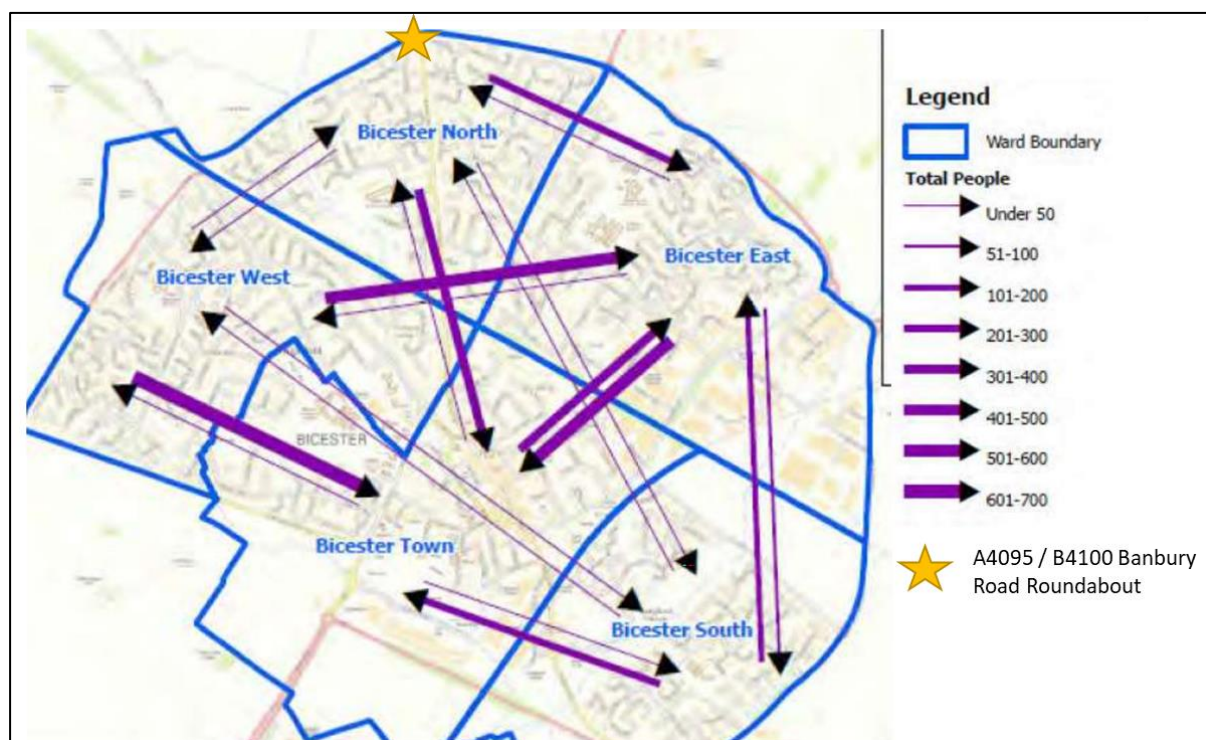 Bicester North
Bicester East
Bicester West
BICESTER
Bicester Town
Bicester South
Legend
Ward Boundary
Total People
Under 50
51-100
101-200
201-300
301-400
401-500
501-600
601-700
A4095 / B4100 Banbury
Road Roundabout